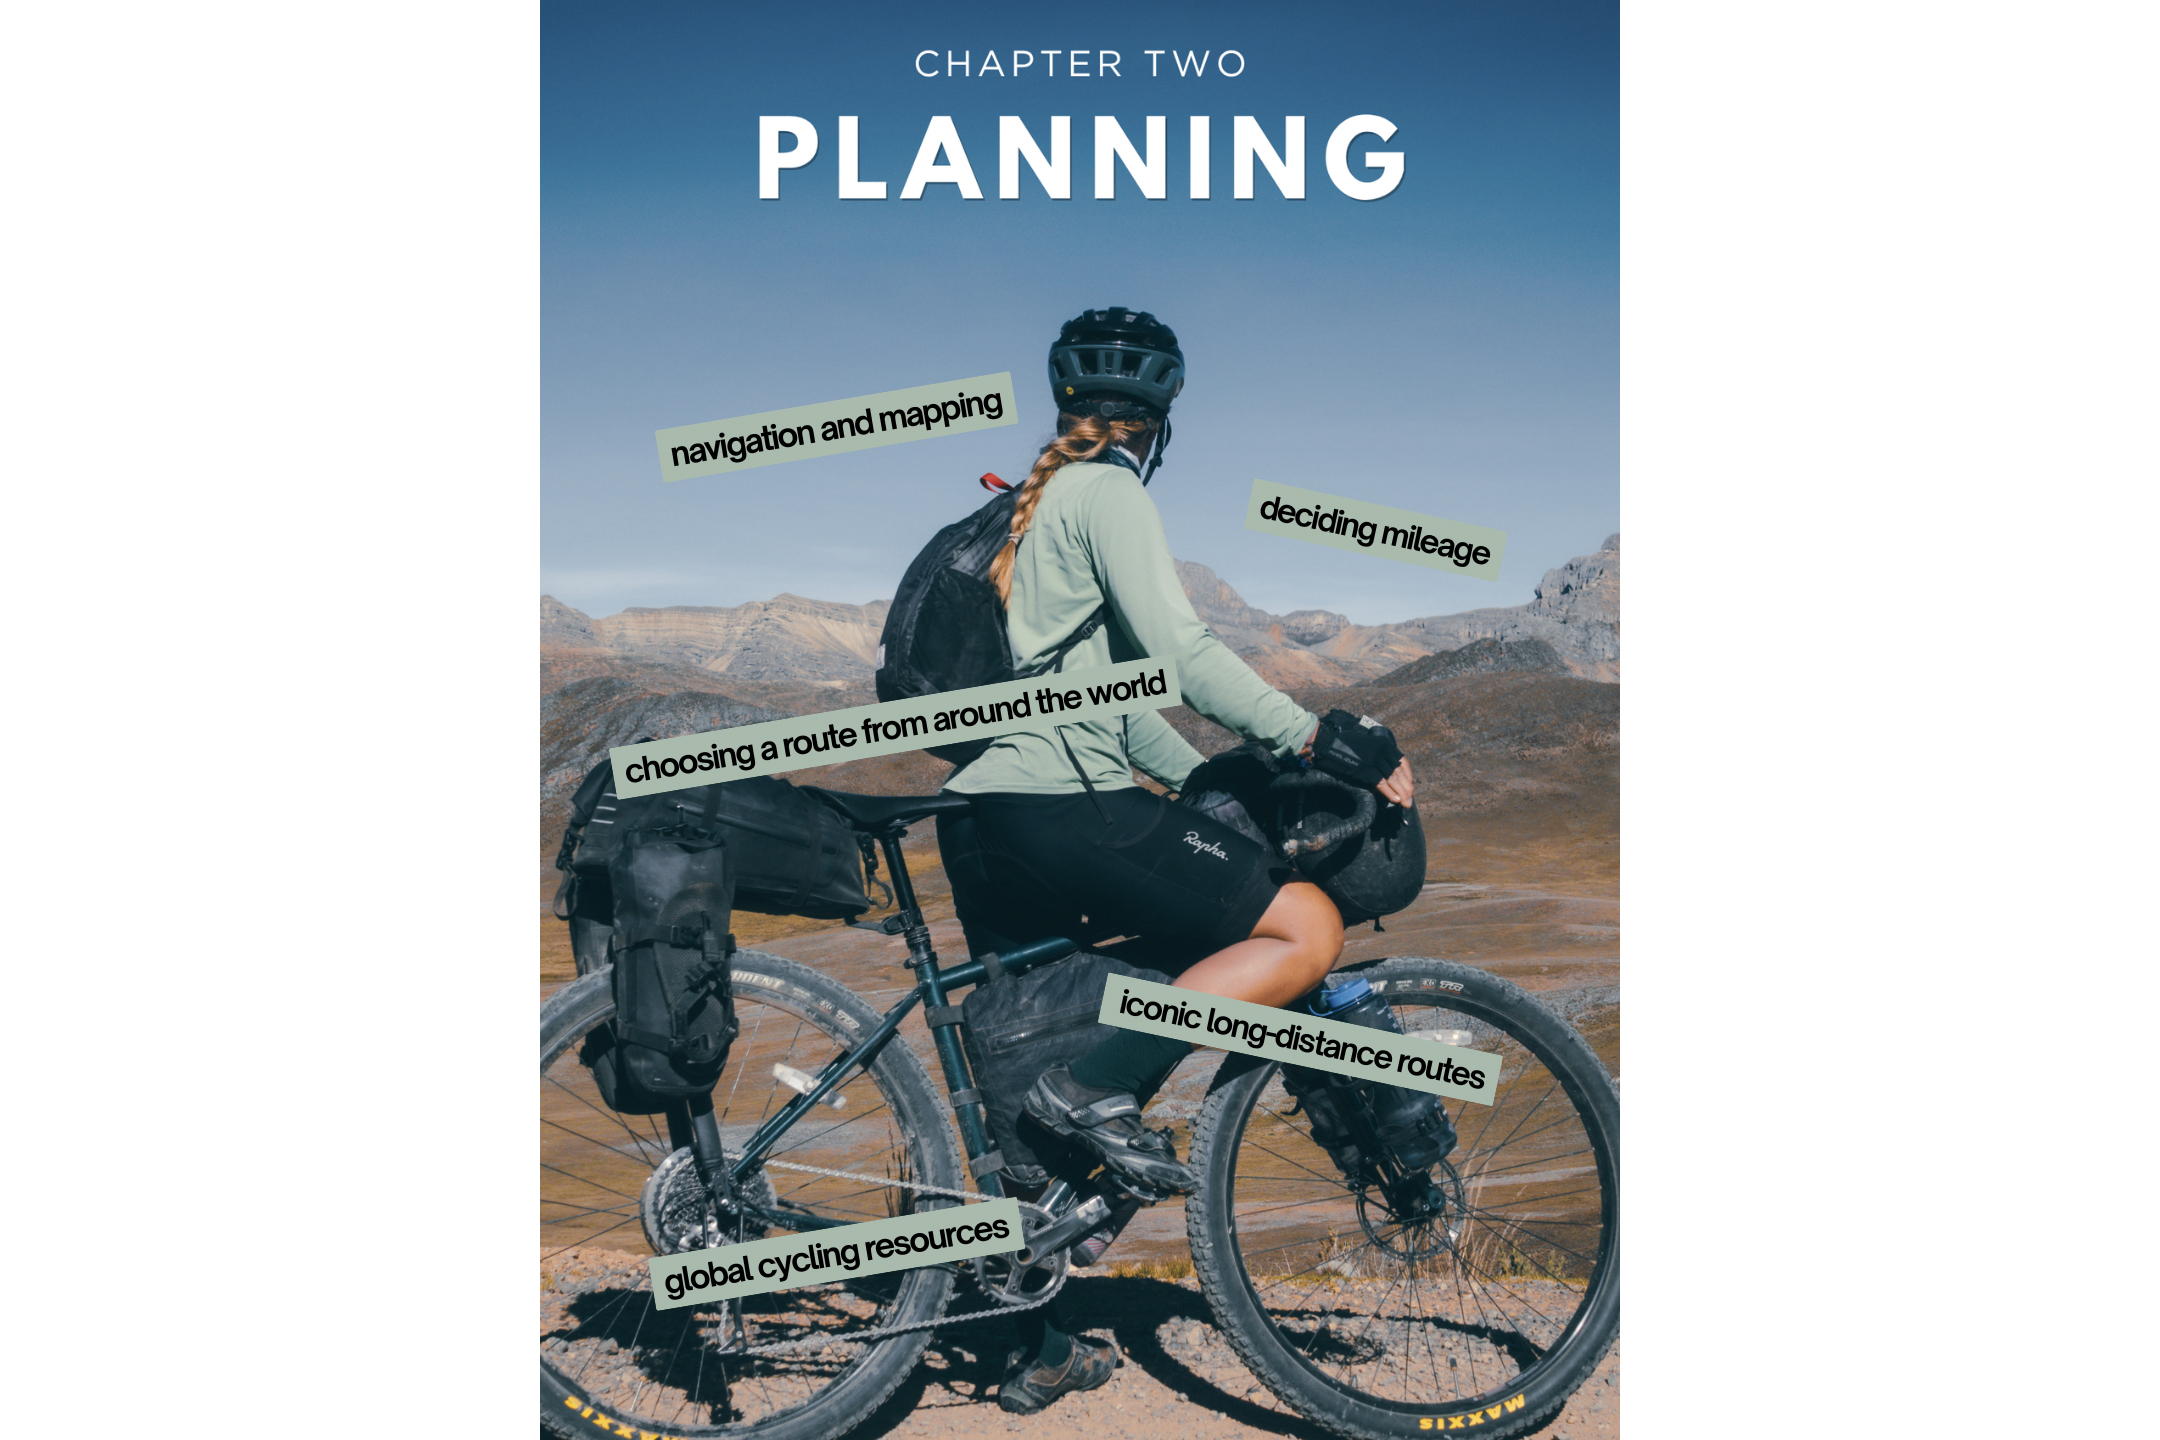 CHAPTER TWO
PLANNING
navigation and mapping
deciding mileage
choosing a route from around the world
Rapha.
iconic long-distance routes
global cycling resources
MAXXIS
MAXXIS